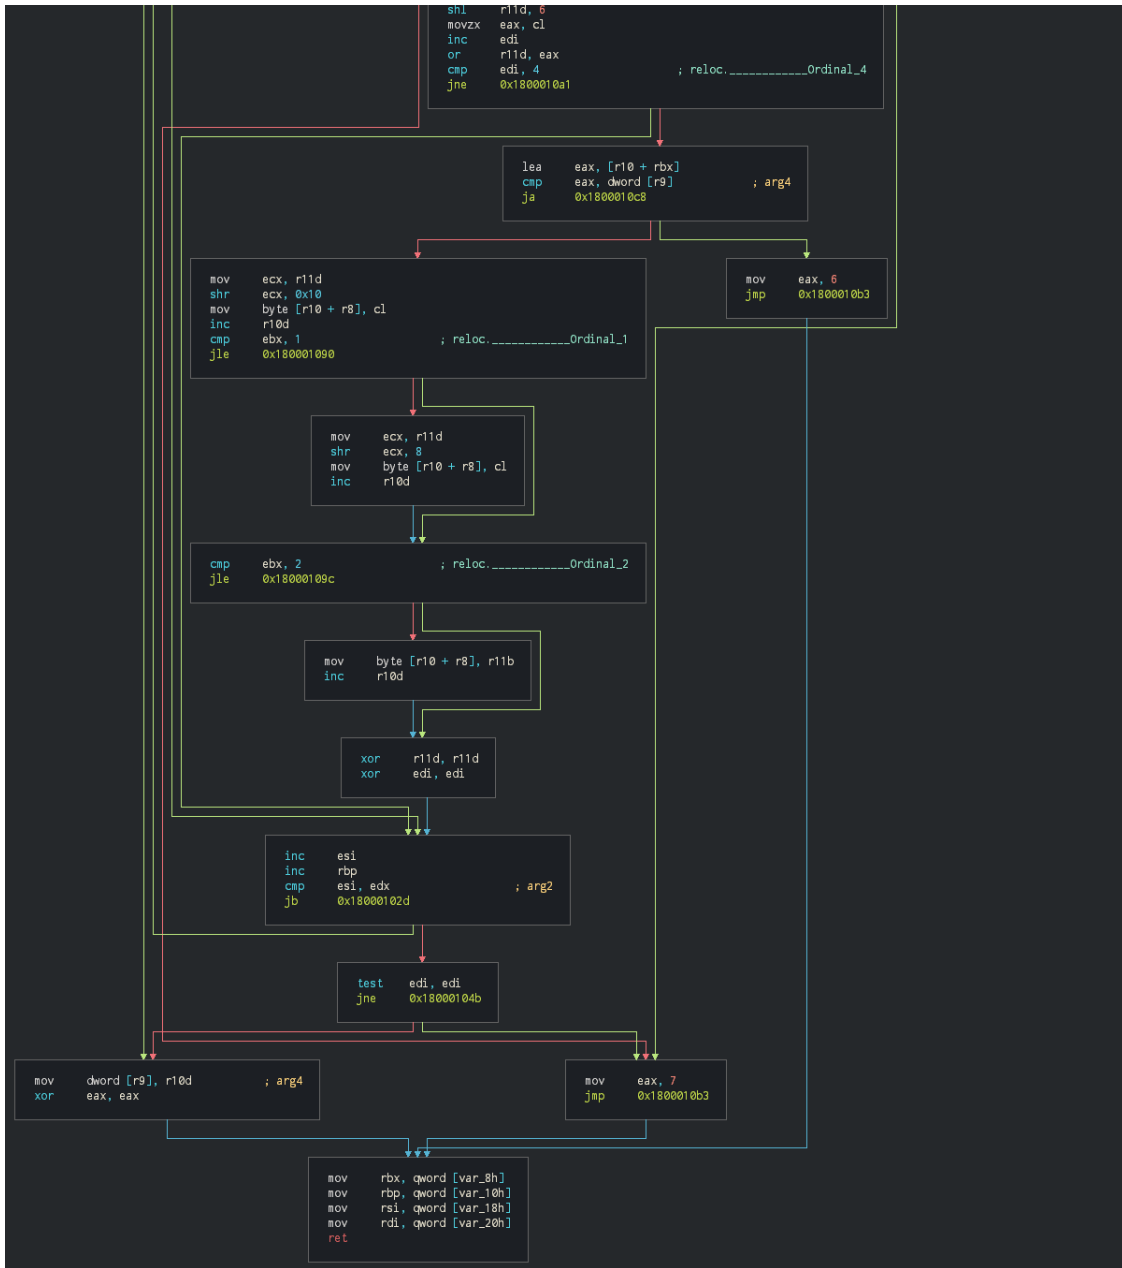 shl r11d, 6
movzx eax, cl
inc edi
or r11d, eax
cmp edi, 4 ; reloc.____________Ordinal_4
jne 0x1800010a1
lea eax, [r10 + rbx]
cmp eax, dword [r9] ; arg4
ja 0x1800010c8
mov ecx, r11d
shr ecx, 0x10
mov byte [r10 + r8], cl
inc r10d
cmp ebx, 1 ; reloc.____________Ordinal_1
jle 0x180001090
mov eax, 6
jmp 0x1800010b3
mov ecx, r11d
shr ecx, 8
mov byte [r10 + r8], cl
inc r10d
cmp ebx, 2 ; reloc.____________Ordinal_2
jle 0x18000109c
mov byte [r10 + r8], r11b
inc r10d
xor r11d, r11d
xor edi, edi
inc esi
inc rbp
cmp esi, edx ; arg2
jb 0x18000102d
test edi, edi
jne 0x18000104b
mov dword [r9], r10d ; arg4
xor eax, eax
mov eax, 7
jmp 0x1800010b3
mov rbx, qword [var_8h]
mov rbp, qword [var_10h]
mov rsi, qword [var_18h]
mov rdi, qword [var_20h]
ret